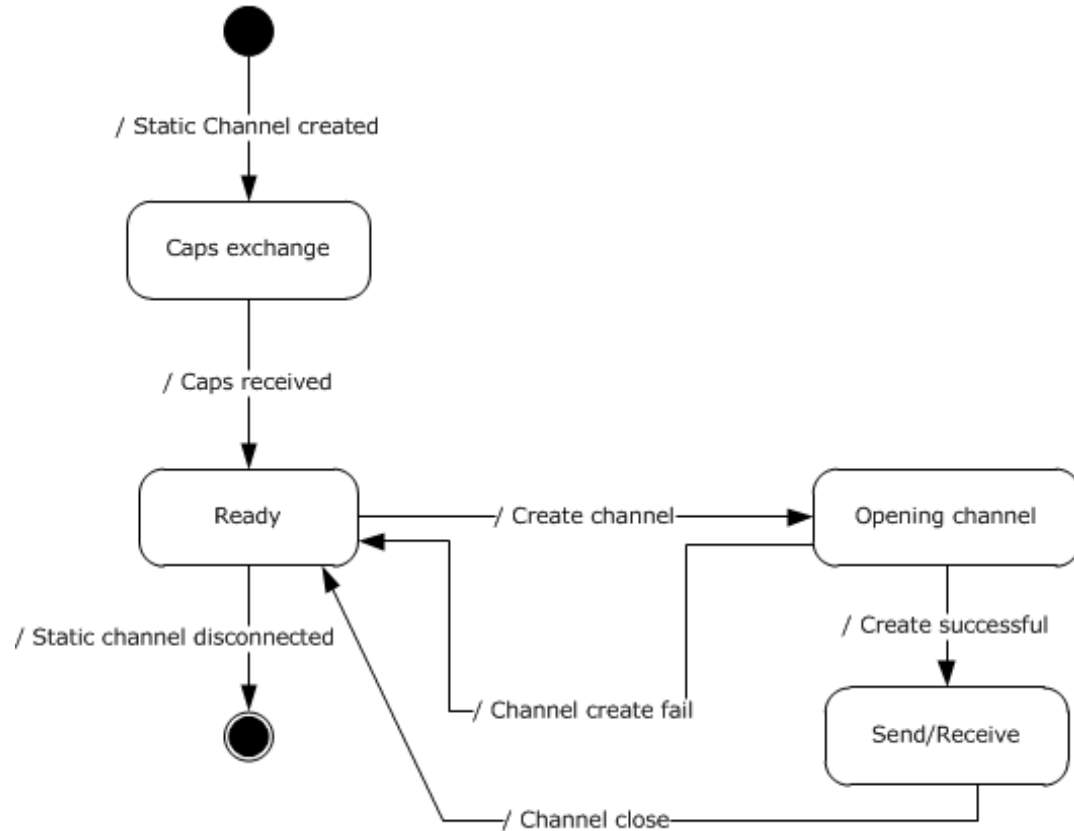 / Static Channel created
Caps exchange
/ Caps received
Ready
/ Create channel
Opening channel
/ Static channel disconnected
/ Create successful
/ Channel create fail
Send/Receive
/ Channel close